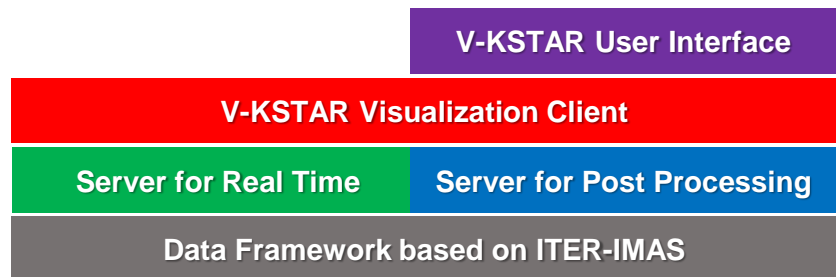 V-KSTAR User Interface
V-KSTAR Visualization Client
Server for Real Time
Server for Post Processing
Data Framework based on ITER-IMAS